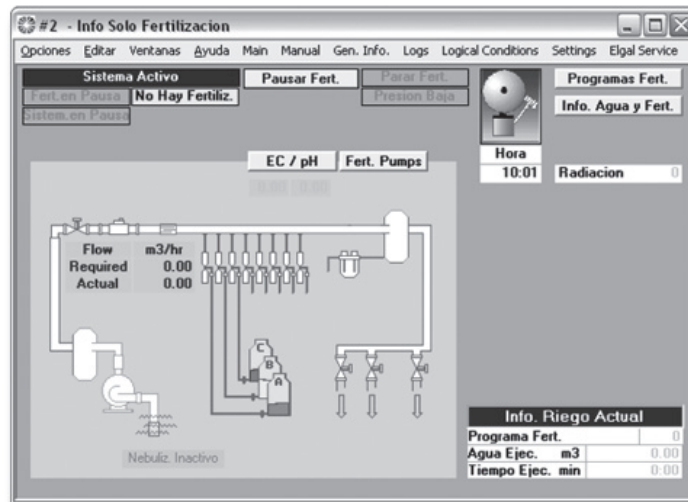 #2 - Info Solo Fertilizacion
Opciones Editar Ventanas Ayuda Main Manual Gen. Info. Logs Logical Conditions Settings Elgal Service
Sistema Activo
Pausar Fert.
Parar Fert.
Programas Fert.
Fert.en Pausa
No Hay Fertiliz.
Presion Baja
Info. Agua y Fert.
Sistem.en Pausa
Hora
10:01
Radiacion 0
EC / pH
Fert. Pumps
0.00 0.00
Flow m3/hr
Required 0.00
Actual 0.00
C
B
A
Nebuliz. Inactivo
Info. Riego Actual
Programa Fert. 0
Agua Ejec. m3 0.00
Tiempo Ejec. min 0:00